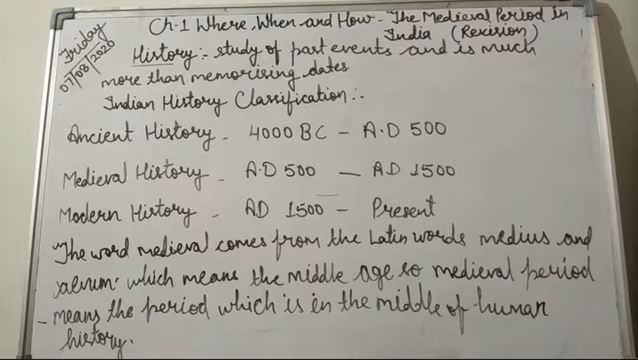 Friday
07/08/2020
Ch-1 Where, When and How - The Medieval Period in
India (Revision)
History:- study of past events and is much
more than memorising dates
Indian History Classification:-
Ancient History - 4000 BC - A.D 500
Medieval History - A.D 500 - AD 1500
Modern History - AD 1500 - Present
"The word medieval comes from the Latin words medius and
aevum. which means the middle age so medieval period
- means the period which is in the middle of human
history.